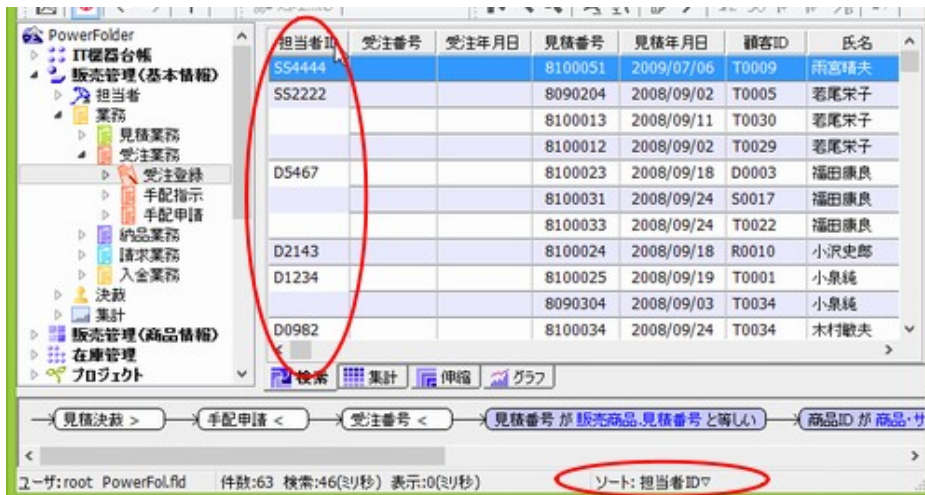 PowerFolder
IT機器台帳
販売管理(基本情報)
担当者
業務
見積業務
受注業務
受注登録
手配指示
手配申請
納品業務
請求業務
入金業務
決裁
集計
販売管理(商品情報)
在庫管理
プロジェクト
担当者ID 受注番号 受注年月日 見積番号 見積年月日 顧客ID 氏名
SS4444 8100051 2009/07/06 T0009 雨宮晴夫
SS2222 8090204 2008/09/02 T0005 若尾栄子
8100013 2008/09/11 T0030 若尾栄子
8100012 2008/09/02 T0029 若尾栄子
D5467 8100023 2008/09/18 D0003 福田康良
8100031 2008/09/24 S0017 福田康良
8100033 2008/09/24 T0022 福田康良
D2143 8100024 2008/09/18 R0010 小沢史郎
D1234 8100025 2008/09/19 T0001 小泉純
8090304 2008/09/03 T0034 小泉純
D0982 8100034 2008/09/24 T0034 木村敏夫
検索 集計 伸縮 グラフ
見積決裁 > 手配申請 < 受注番号 < 見積番号 が 販売商品.見積番号 と等しい 商品ID が 商品・サ
ユーザ:root PowerFol.fld 件数:63 検索:46(ミリ秒) 表示:0(ミリ秒) ソート: 担当者ID▽